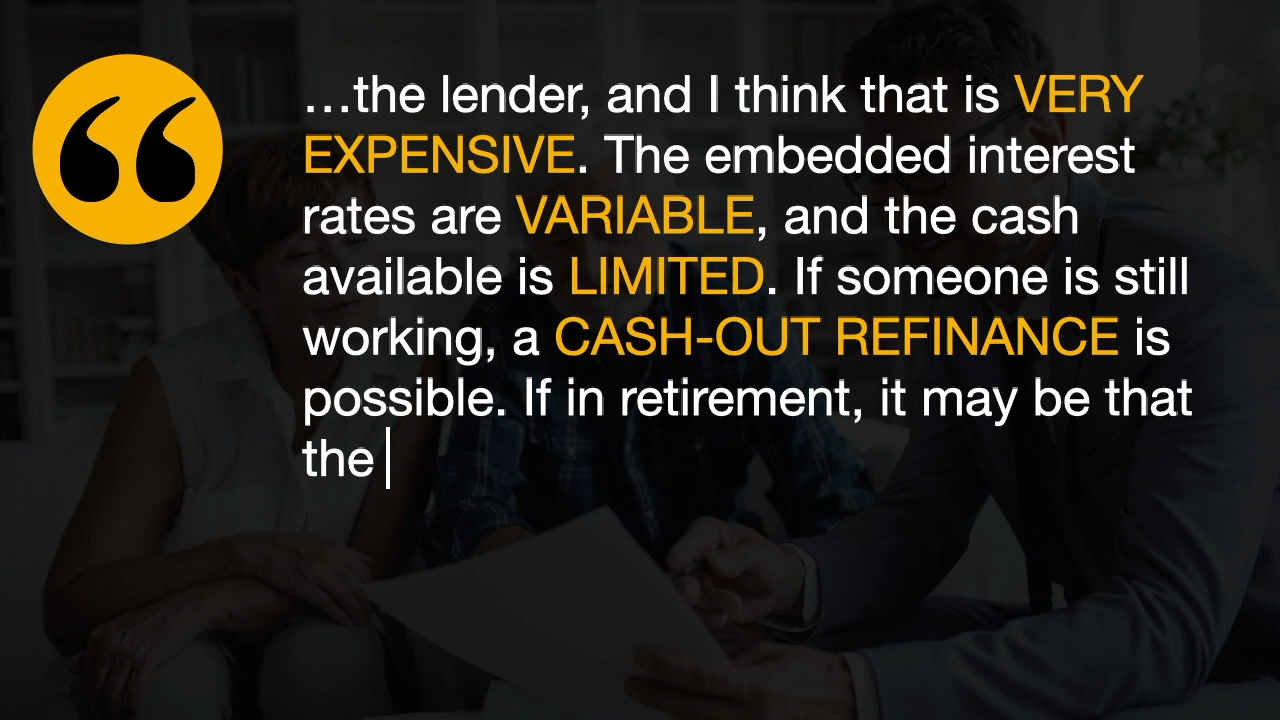 …the lender, and I think that is VERY
EXPENSIVE. The embedded interest
rates are VARIABLE, and the cash
available is LIMITED. If someone is still
working, a CASH-OUT REFINANCE is
possible. If in retirement, it may be that
the